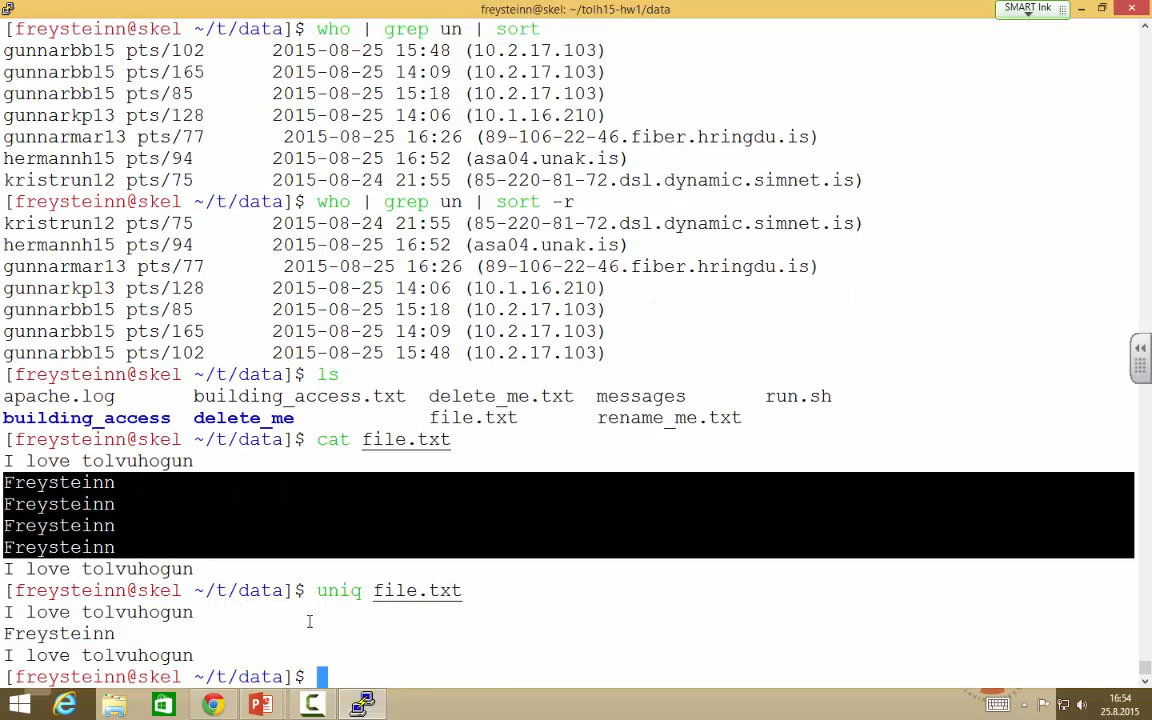 freysteinn@skel: ~/tolh15-hw1/data
SMART Ink
[freysteinn@skel ~/t/data]$ who | grep un | sort
gunnarbb15 pts/102      2015-08-25 15:48 (10.2.17.103)
gunnarbb15 pts/165      2015-08-25 14:09 (10.2.17.103)
gunnarbb15 pts/85       2015-08-25 15:18 (10.2.17.103)
gunnarkp13 pts/128      2015-08-25 14:06 (10.1.16.210)
gunnarmar13 pts/77       2015-08-25 16:26 (89-106-22-46.fiber.hringdu.is)
hermannh15 pts/94       2015-08-25 16:52 (asa04.unak.is)
kristrun12 pts/75       2015-08-24 21:55 (85-220-81-72.dsl.dynamic.simnet.is)
[freysteinn@skel ~/t/data]$ who | grep un | sort -r
kristrun12 pts/75       2015-08-24 21:55 (85-220-81-72.dsl.dynamic.simnet.is)
hermannh15 pts/94       2015-08-25 16:52 (asa04.unak.is)
gunnarmar13 pts/77       2015-08-25 16:26 (89-106-22-46.fiber.hringdu.is)
gunnarkp13 pts/128      2015-08-25 14:06 (10.1.16.210)
gunnarbb15 pts/85       2015-08-25 15:18 (10.2.17.103)
gunnarbb15 pts/165      2015-08-25 14:09 (10.2.17.103)
gunnarbb15 pts/102      2015-08-25 15:48 (10.2.17.103)
[freysteinn@skel ~/t/data]$ ls
apache.log       building_access.txt  delete_me.txt  messages       run.sh
building_access  delete_me            file.txt       rename_me.txt
[freysteinn@skel ~/t/data]$ cat file.txt
I love tolvuhogun
Freysteinn
Freysteinn
Freysteinn
Freysteinn
I love tolvuhogun
[freysteinn@skel ~/t/data]$ uniq file.txt
I love tolvuhogun
Freysteinn
I love tolvuhogun
[freysteinn@skel ~/t/data]$
16:54
25.8.2015